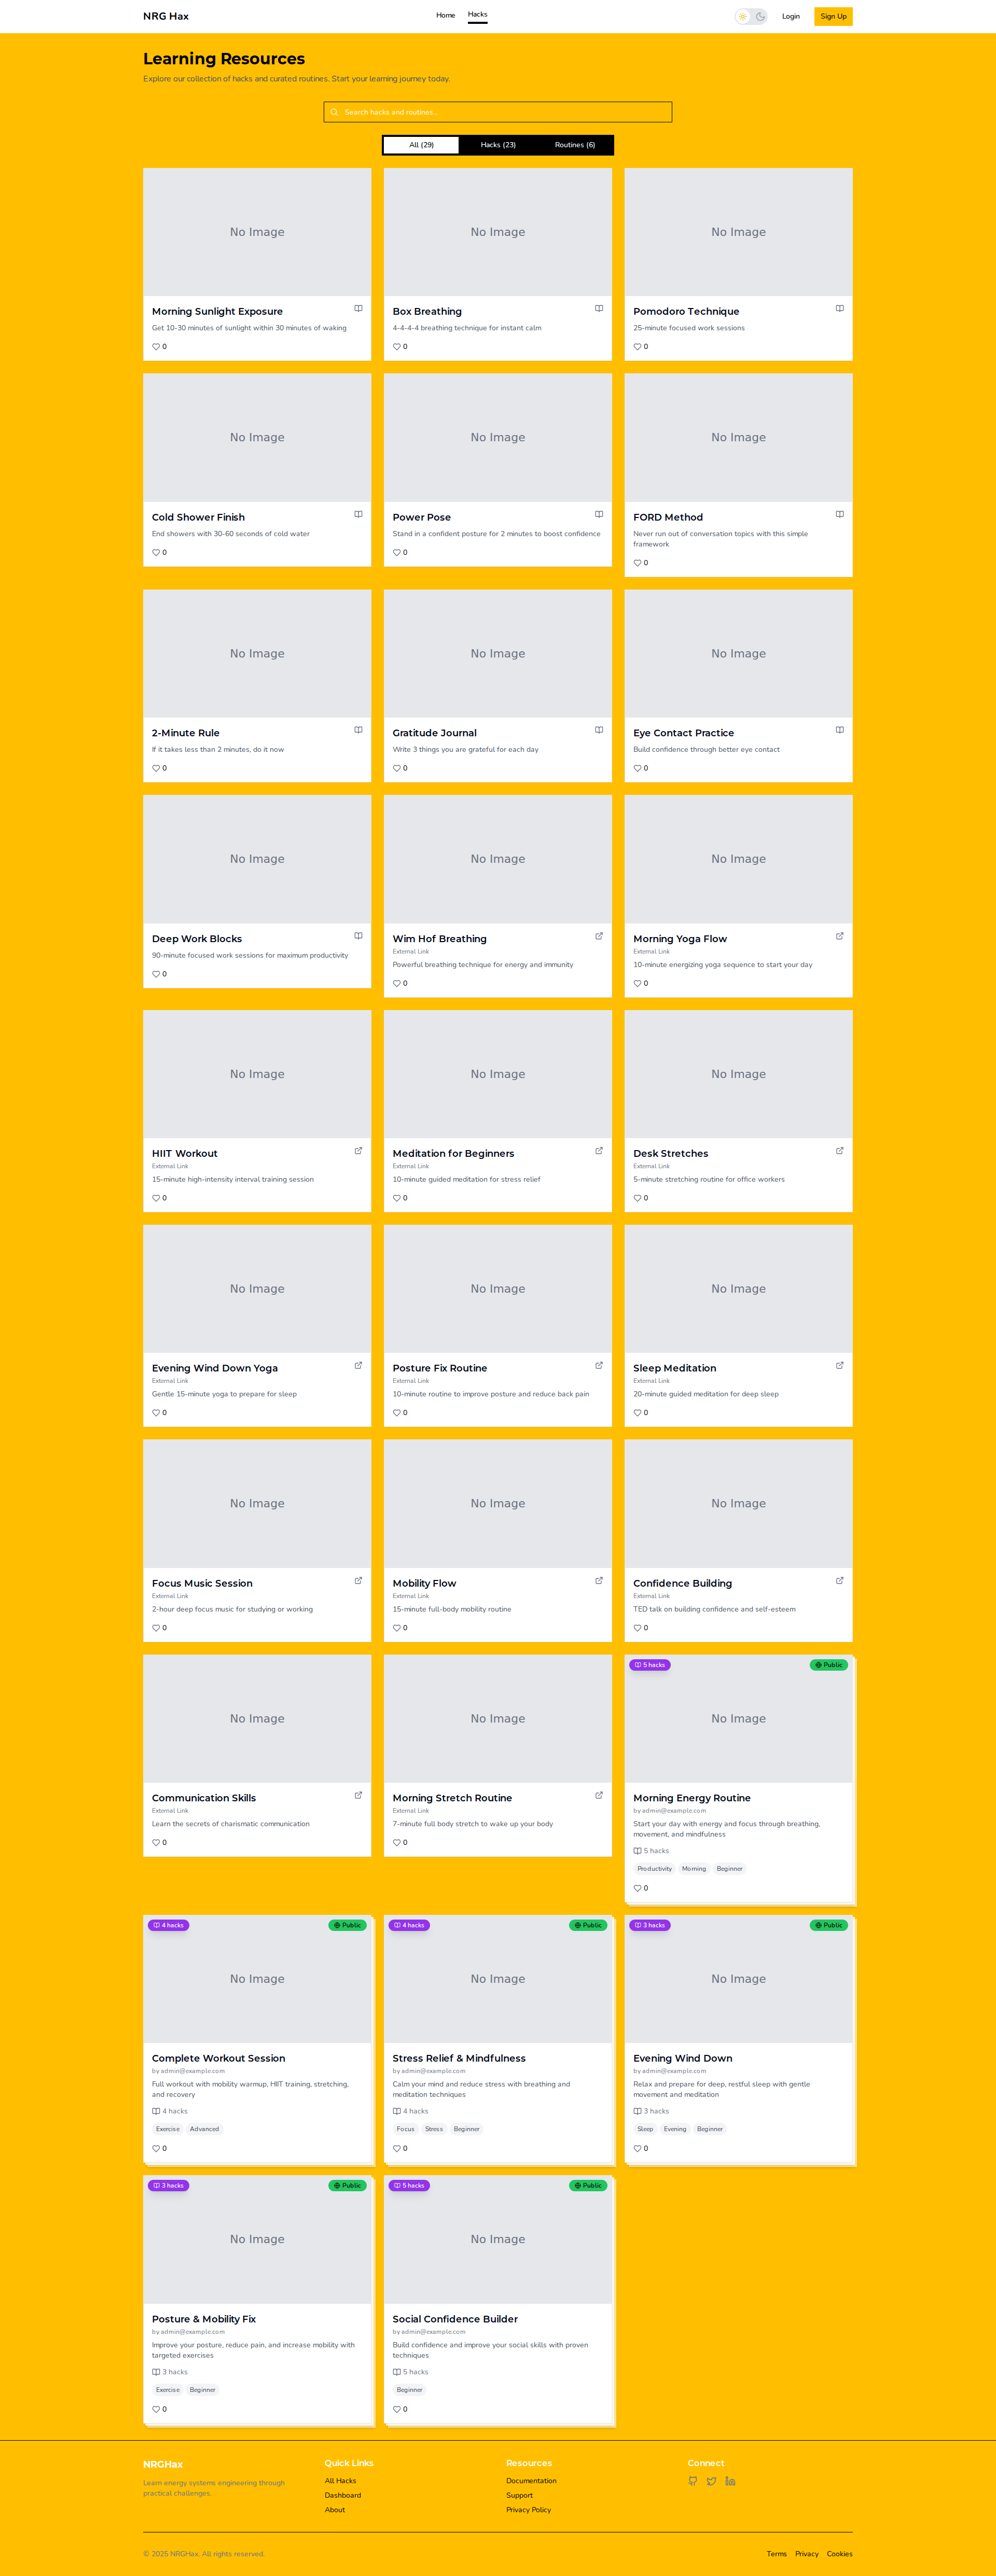 NRG Hax
Home
Hacks
Login
Sign Up
Learning Resources
Explore our collection of hacks and curated routines. Start your learning journey today.
Search hacks and routines...
All (29)
Hacks (23)
Routines (6)
No Image
No Image
No Image
Morning Sunlight Exposure
Get 10-30 minutes of sunlight within 30 minutes of waking
0
Box Breathing
4-4-4-4 breathing technique for instant calm
0
Pomodoro Technique
25-minute focused work sessions
0
No Image
No Image
No Image
Cold Shower Finish
End showers with 30-60 seconds of cold water
0
Power Pose
Stand in a confident posture for 2 minutes to boost confidence
0
FORD Method
Never run out of conversation topics with this simple
framework
0
No Image
No Image
No Image
2-Minute Rule
If it takes less than 2 minutes, do it now
0
Gratitude Journal
Write 3 things you are grateful for each day
0
Eye Contact Practice
Build confidence through better eye contact
0
No Image
No Image
No Image
Deep Work Blocks
90-minute focused work sessions for maximum productivity
0
Wim Hof Breathing
External Link
Powerful breathing technique for energy and immunity
0
Morning Yoga Flow
External Link
10-minute energizing yoga sequence to start your day
0
No Image
No Image
No Image
HIIT Workout
External Link
15-minute high-intensity interval training session
0
Meditation for Beginners
External Link
10-minute guided meditation for stress relief
0
Desk Stretches
External Link
5-minute stretching routine for office workers
0
No Image
No Image
No Image
Evening Wind Down Yoga
External Link
Gentle 15-minute yoga to prepare for sleep
0
Posture Fix Routine
External Link
10-minute routine to improve posture and reduce back pain
0
Sleep Meditation
External Link
20-minute guided meditation for deep sleep
0
No Image
No Image
No Image
Focus Music Session
External Link
2-hour deep focus music for studying or working
0
Mobility Flow
External Link
15-minute full-body mobility routine
0
Confidence Building
External Link
TED talk on building confidence and self-esteem
0
No Image
No Image
5 hacks
Public
No Image
Communication Skills
External Link
Learn the secrets of charismatic communication
0
Morning Stretch Routine
External Link
7-minute full body stretch to wake up your body
0
Morning Energy Routine
by admin@example.com
Start your day with energy and focus through breathing,
movement, and mindfulness
5 hacks
Productivity
Morning
Beginner
0
4 hacks
Public
No Image
4 hacks
Public
No Image
3 hacks
Public
No Image
Complete Workout Session
by admin@example.com
Full workout with mobility warmup, HIIT training, stretching,
and recovery
4 hacks
Exercise
Advanced
0
Stress Relief & Mindfulness
by admin@example.com
Calm your mind and reduce stress with breathing and
meditation techniques
4 hacks
Focus
Stress
Beginner
0
Evening Wind Down
by admin@example.com
Relax and prepare for deep, restful sleep with gentle
movement and meditation
3 hacks
Sleep
Evening
Beginner
0
3 hacks
Public
No Image
5 hacks
Public
No Image
Posture & Mobility Fix
by admin@example.com
Improve your posture, reduce pain, and increase mobility with
targeted exercises
3 hacks
Exercise
Beginner
0
Social Confidence Builder
by admin@example.com
Build confidence and improve your social skills with proven
techniques
5 hacks
Beginner
0
NRGHax
Learn energy systems engineering through
practical challenges.
Quick Links
All Hacks
Dashboard
About
Resources
Documentation
Support
Privacy Policy
Connect
© 2025 NRGHax. All rights reserved.
Terms
Privacy
Cookies